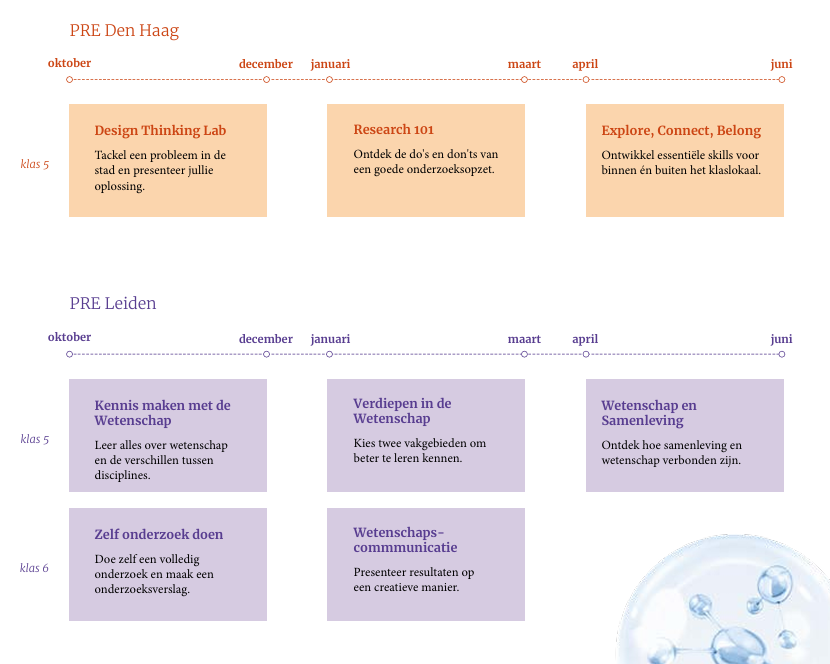 PRE Den Haag
oktober december januari maart april juni
klas 5
Design Thinking Lab
Tackel een probleem in de
stad en presenteer jullie
oplossing.
Research 101
Ontdek de do's en don'ts van
een goede onderzoeksopzet.
Explore, Connect, Belong
Ontwikkel essentiële skills voor
binnen én buiten het klaslokaal.
PRE Leiden
oktober december januari maart april juni
klas 5
Kennis maken met de
Wetenschap
Leer alles over wetenschap
en de verschillen tussen
disciplines.
Verdiepen in de
Wetenschap
Kies twee vakgebieden om
beter te leren kennen.
Wetenschap en
Samenleving
Ontdek hoe samenleving en
wetenschap verbonden zijn.
klas 6
Zelf onderzoek doen
Doe zelf een volledig
onderzoek en maak een
onderzoeksverslag.
Wetenschaps-
commmunicatie
Presenteer resultaten op
een creatieve manier.